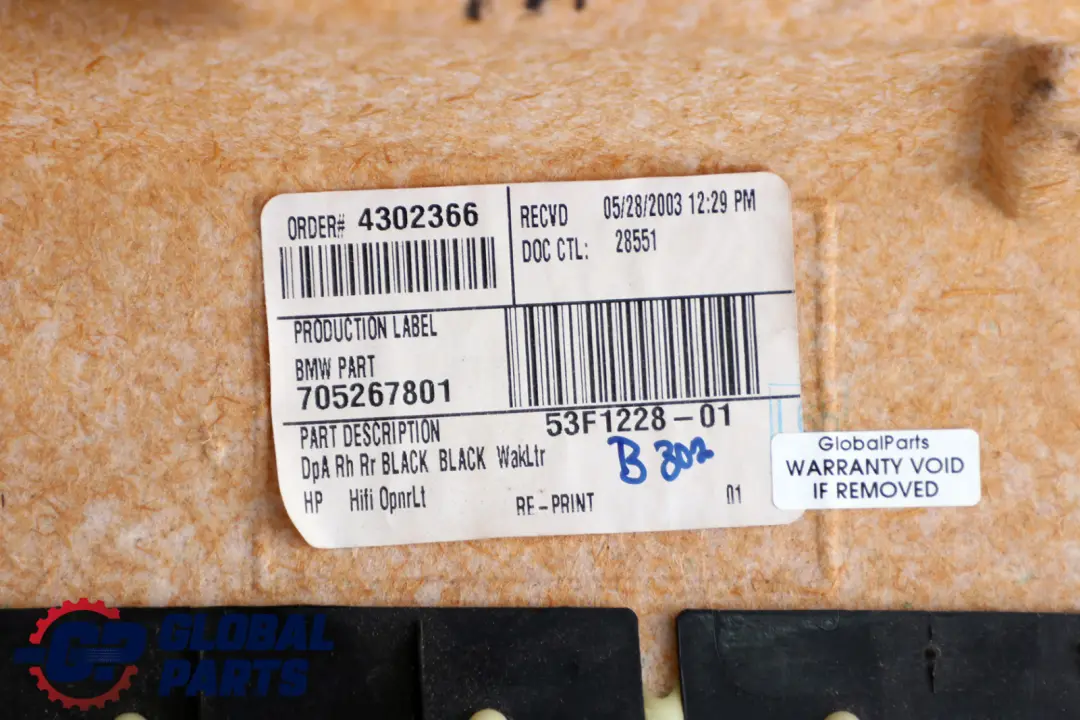 ORDER# 4302366
RECVD 05/28/2003 12:29 PM
DOC CTL: 28551
PRODUCTION LABEL
BMW PART
705267801
53F1228-01
PART DESCRIPTION
DpA Rh Rr BLACK BLACK WakLtr
HP Hifi OpnrLt
RE-PRINT 01
B 302
GlobalParts
WARRANTY VOID
IF REMOVED
GP GLOBAL
PARTS